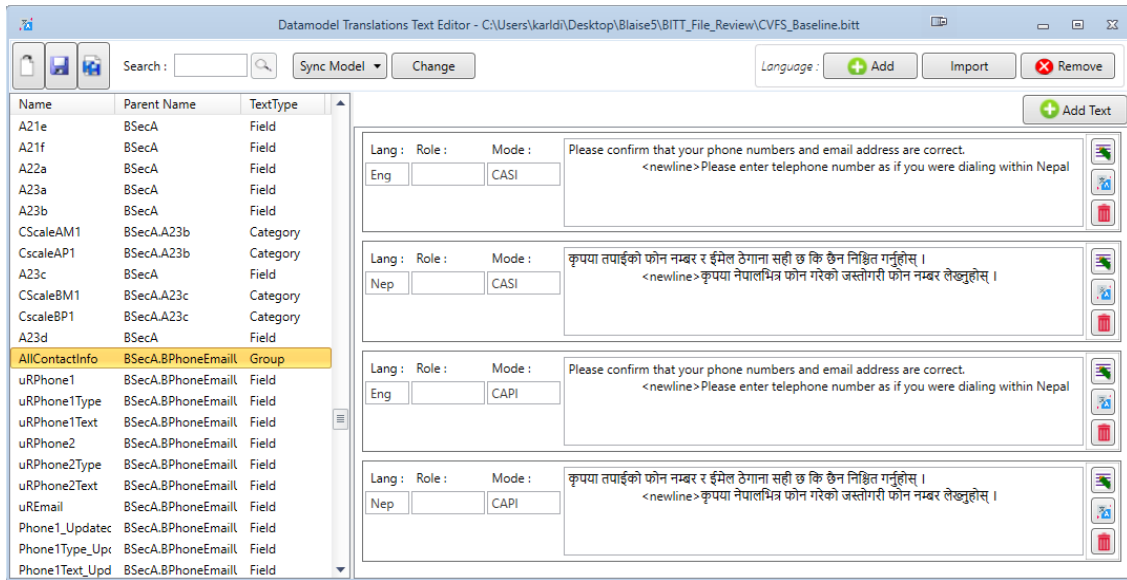 Datamodel Translations Text Editor - C:\Users\karldi\Desktop\Blaise5\BITT_File_Review\CVFS_Baseline.bitt
Search : Sync Model Change Language : Add Import Remove
Name Parent Name TextType
Add Text
A21e BSecA Field
A21f BSecA Field
A22a BSecA Field
A23a BSecA Field
A23b BSecA Field
CScaleAM1 BSecA.A23b Category
CscaleAP1 BSecA.A23b Category
A23c BSecA Field
CScaleBM1 BSecA.A23c Category
CscaleBP1 BSecA.A23c Category
A23d BSecA Field
AllContactInfo BSecA.BPhoneEmail Group
uRPhone1 BSecA.BPhoneEmail Field
uRPhone1Type BSecA.BPhoneEmail Field
uRPhone1Text BSecA.BPhoneEmail Field
uRPhone2 BSecA.BPhoneEmail Field
uRPhone2Type BSecA.BPhoneEmail Field
uRPhone2Text BSecA.BPhoneEmail Field
uREmail BSecA.BPhoneEmail Field
Phone1_Updatec BSecA.BPhoneEmail Field
Phone1Type_Upc BSecA.BPhoneEmail Field
Phone1Text_Upd BSecA.BPhoneEmail Field
Lang : Role : Mode :
Eng CASI
Please confirm that your phone numbers and email address are correct.
<newline>Please enter telephone number as if you were dialing within Nepal
Lang : Role : Mode :
Nep CASI
कृपया तपाईको फोन नम्बर र ईमेल ठेगाना सही छ कि छैन निश्चित गर्नुहोस् ।
<newline>कृपया नेपालभित्र फोन गरेको जस्तोगरी फोन नम्बर लेख्नुहोस् ।
Lang : Role : Mode :
Eng CAPI
Please confirm that your phone numbers and email address are correct.
<newline>Please enter telephone number as if you were dialing within Nepal
Lang : Role : Mode :
Nep CAPI
कृपया तपाईको फोन नम्बर र ईमेल ठेगाना सही छ कि छैन निश्चित गर्नुहोस् ।
<newline>कृपया नेपालभित्र फोन गरेको जस्तोगरी फोन नम्बर लेख्नुहोस् ।